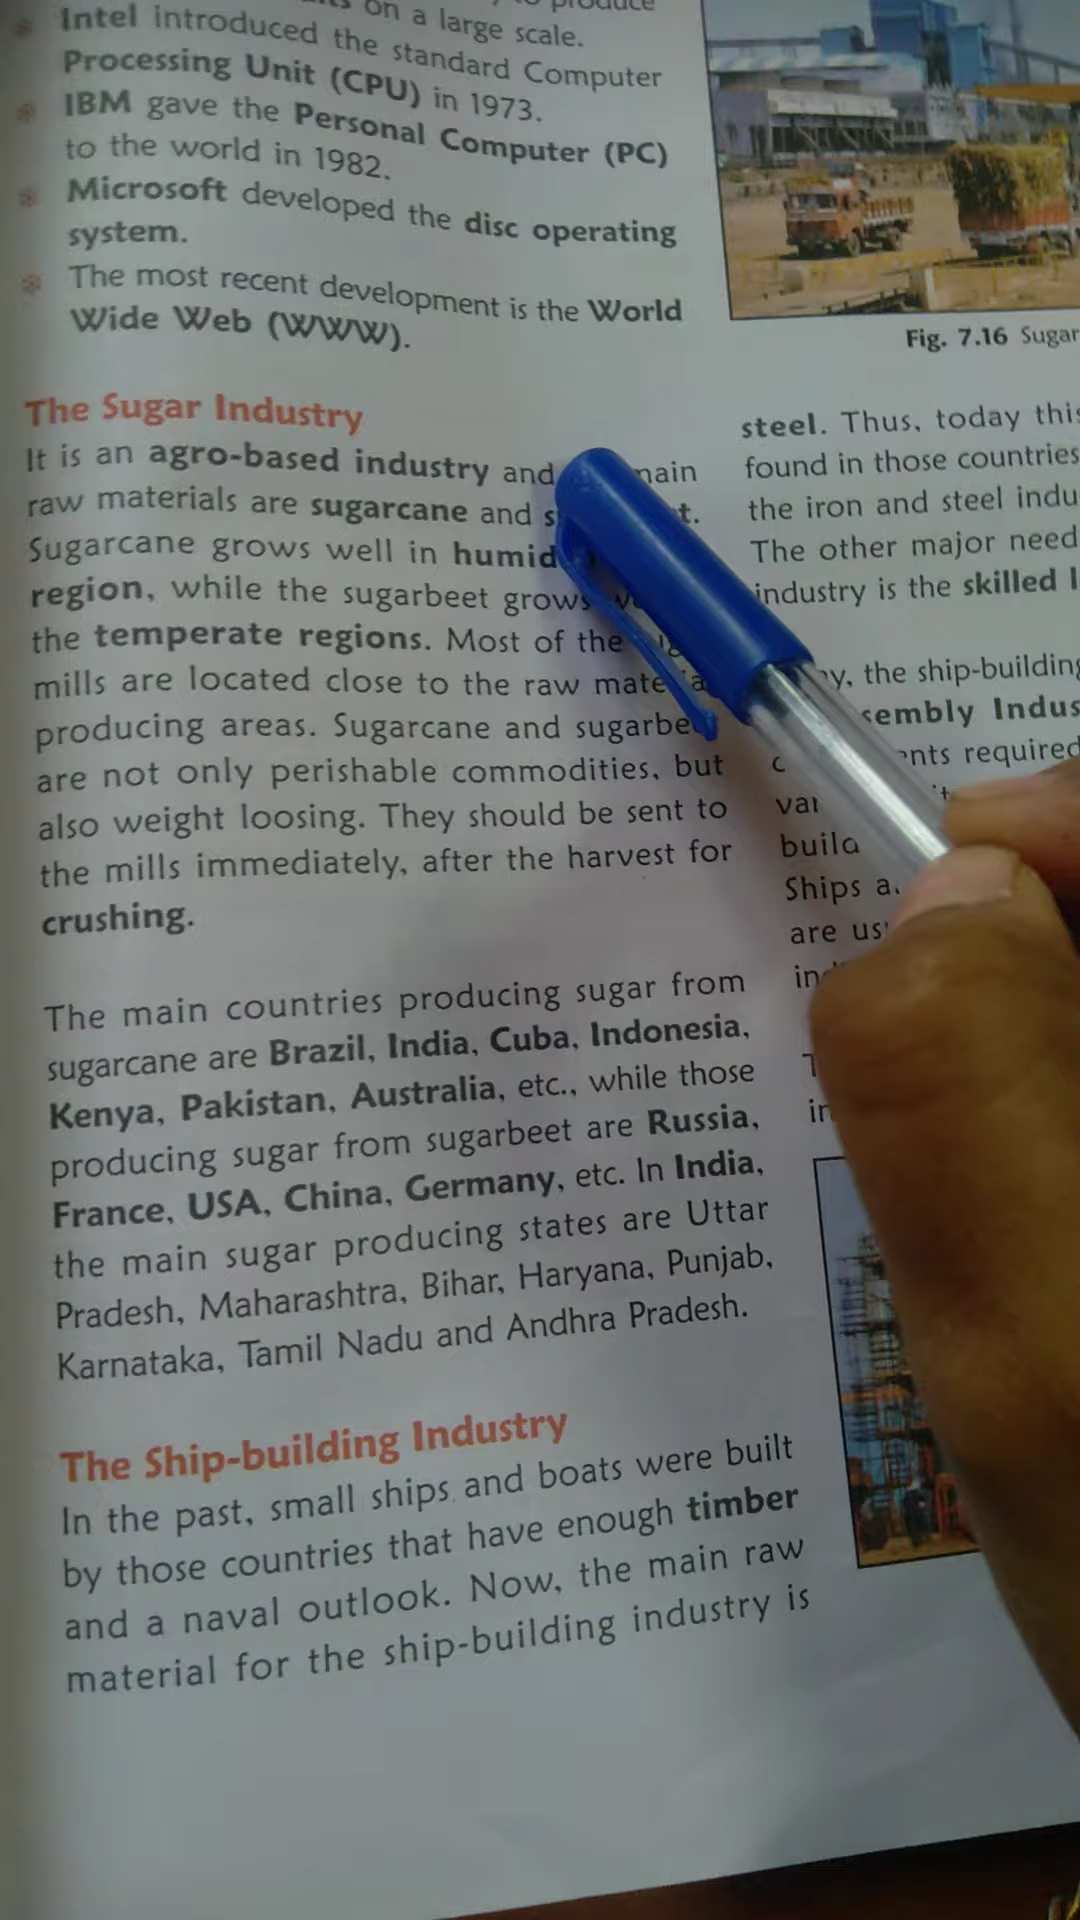 on a large scale.
Intel introduced the standard Computer
Processing Unit (CPU) in 1973.
IBM gave the Personal Computer (PC)
to the world in 1982.
Microsoft developed the disc operating
system.
The most recent development is the World
Wide Web (WWW).
The Sugar Industry
It is an agro-based industry and
raw materials are sugarcane and
Sugarcane grows well in humid
region, while the sugarbeet grows
the temperate regions. Most of the
mills are located close to the raw
producing areas. Sugarcane and
are not only perishable commodities, but
also weight loosing. They should be sent to
the mills immediately, after the harvest for
crushing.
The main countries producing sugar from
sugarcane are Brazil, India, Cuba, Indonesia,
Kenya, Pakistan, Australia, etc., while those
producing sugar from sugarbeet are Russia,
France, USA, China, Germany, etc. In India,
the main sugar producing states are Uttar
Pradesh, Maharashtra, Bihar, Haryana, Punjab,
Karnataka, Tamil Nadu and Andhra Pradesh.
The Ship-building Industry
In the past, small ships and boats were built
by those countries that have enough timber
and a naval outlook. Now, the main raw
material for the ship-building industry is
Fig. 7.16 Sugar
steel. Thus, today this
found in those countries
the iron and steel
The other major need
industry is the skilled
the ship-building
required
Ships
are